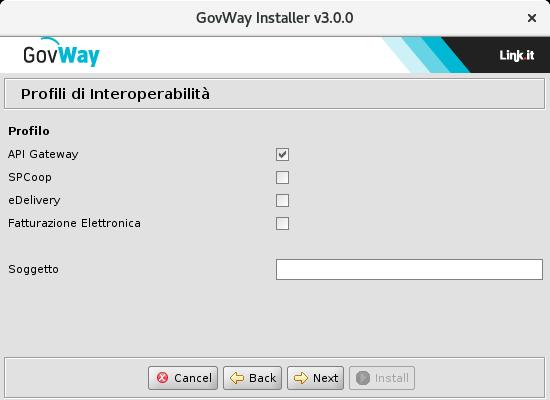 GovWay Installer v3.0.0
GovWay
Link.it
Profili di Interoperabilità
Profilo
API Gateway
SPCoop
eDelivery
Fatturazione Elettronica
Soggetto
Cancel
Back
Next
Install